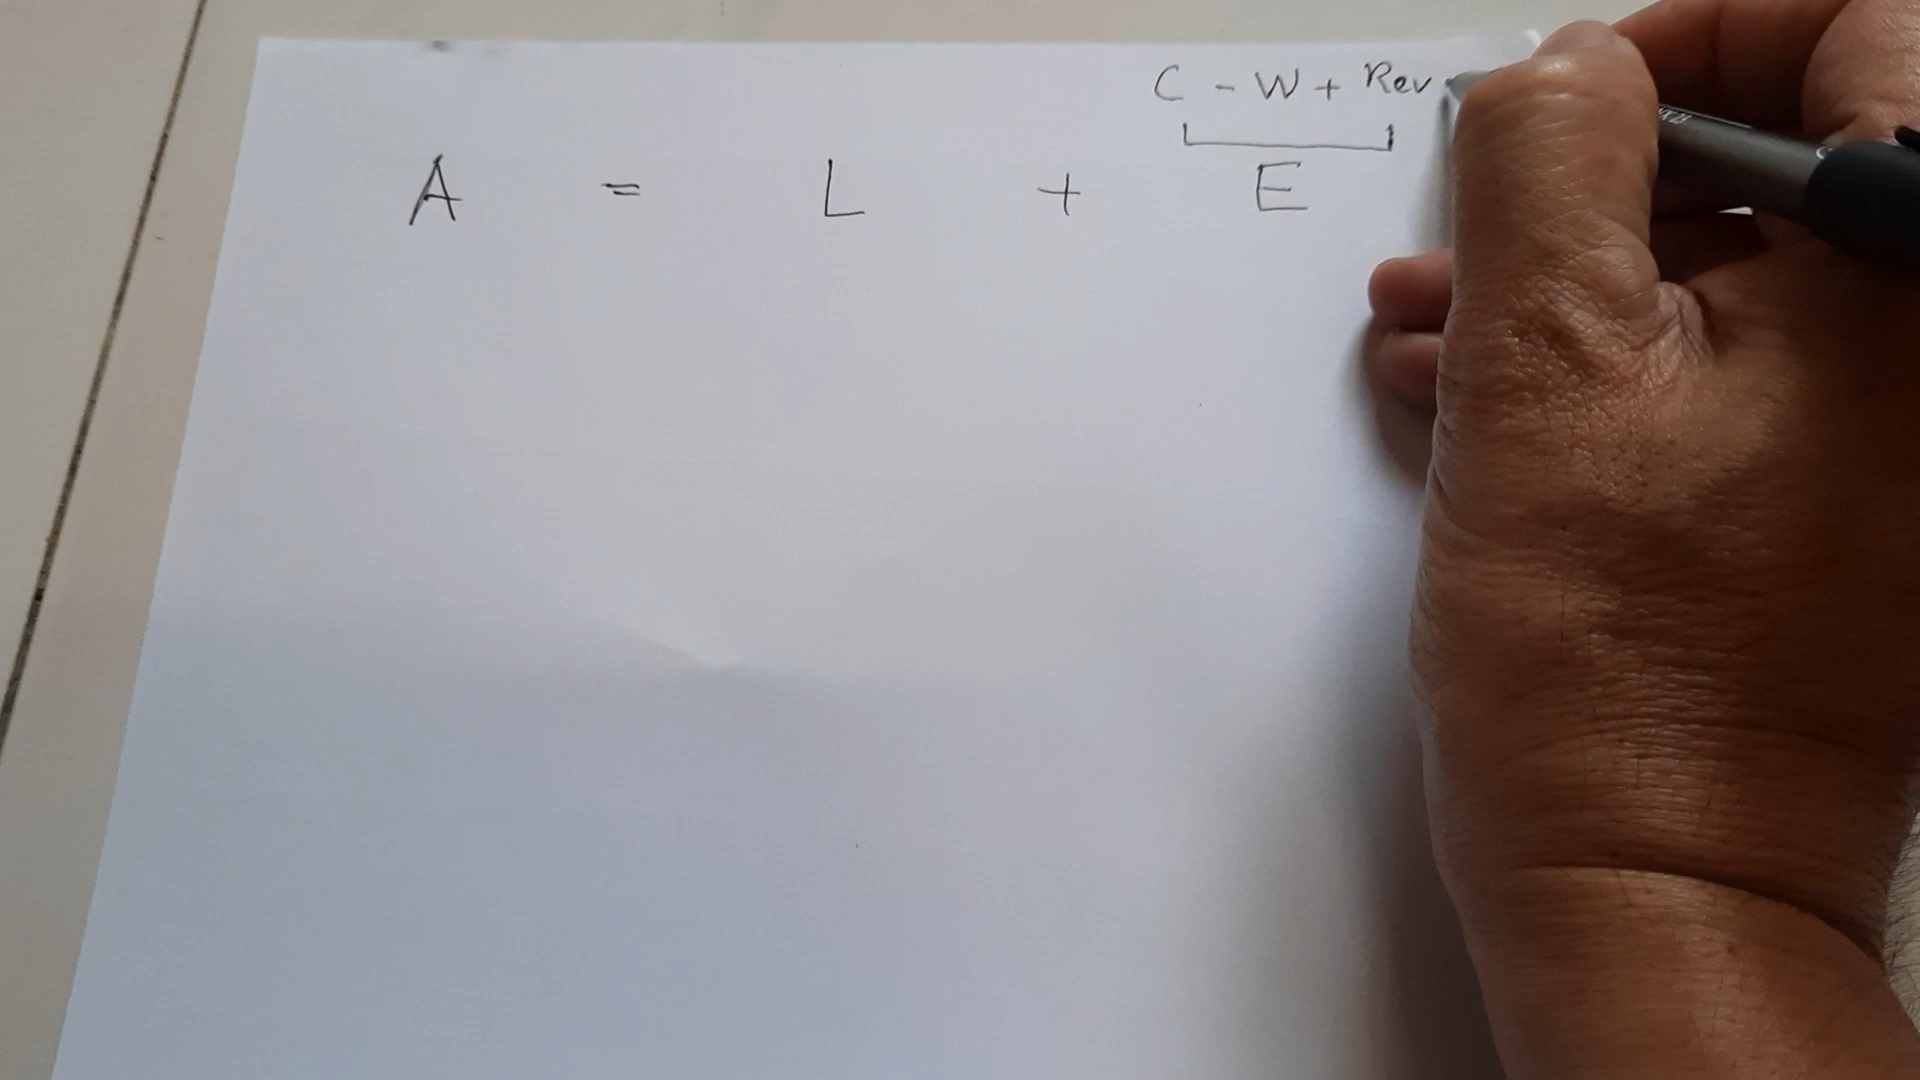 C - W + Rev
A = L + E